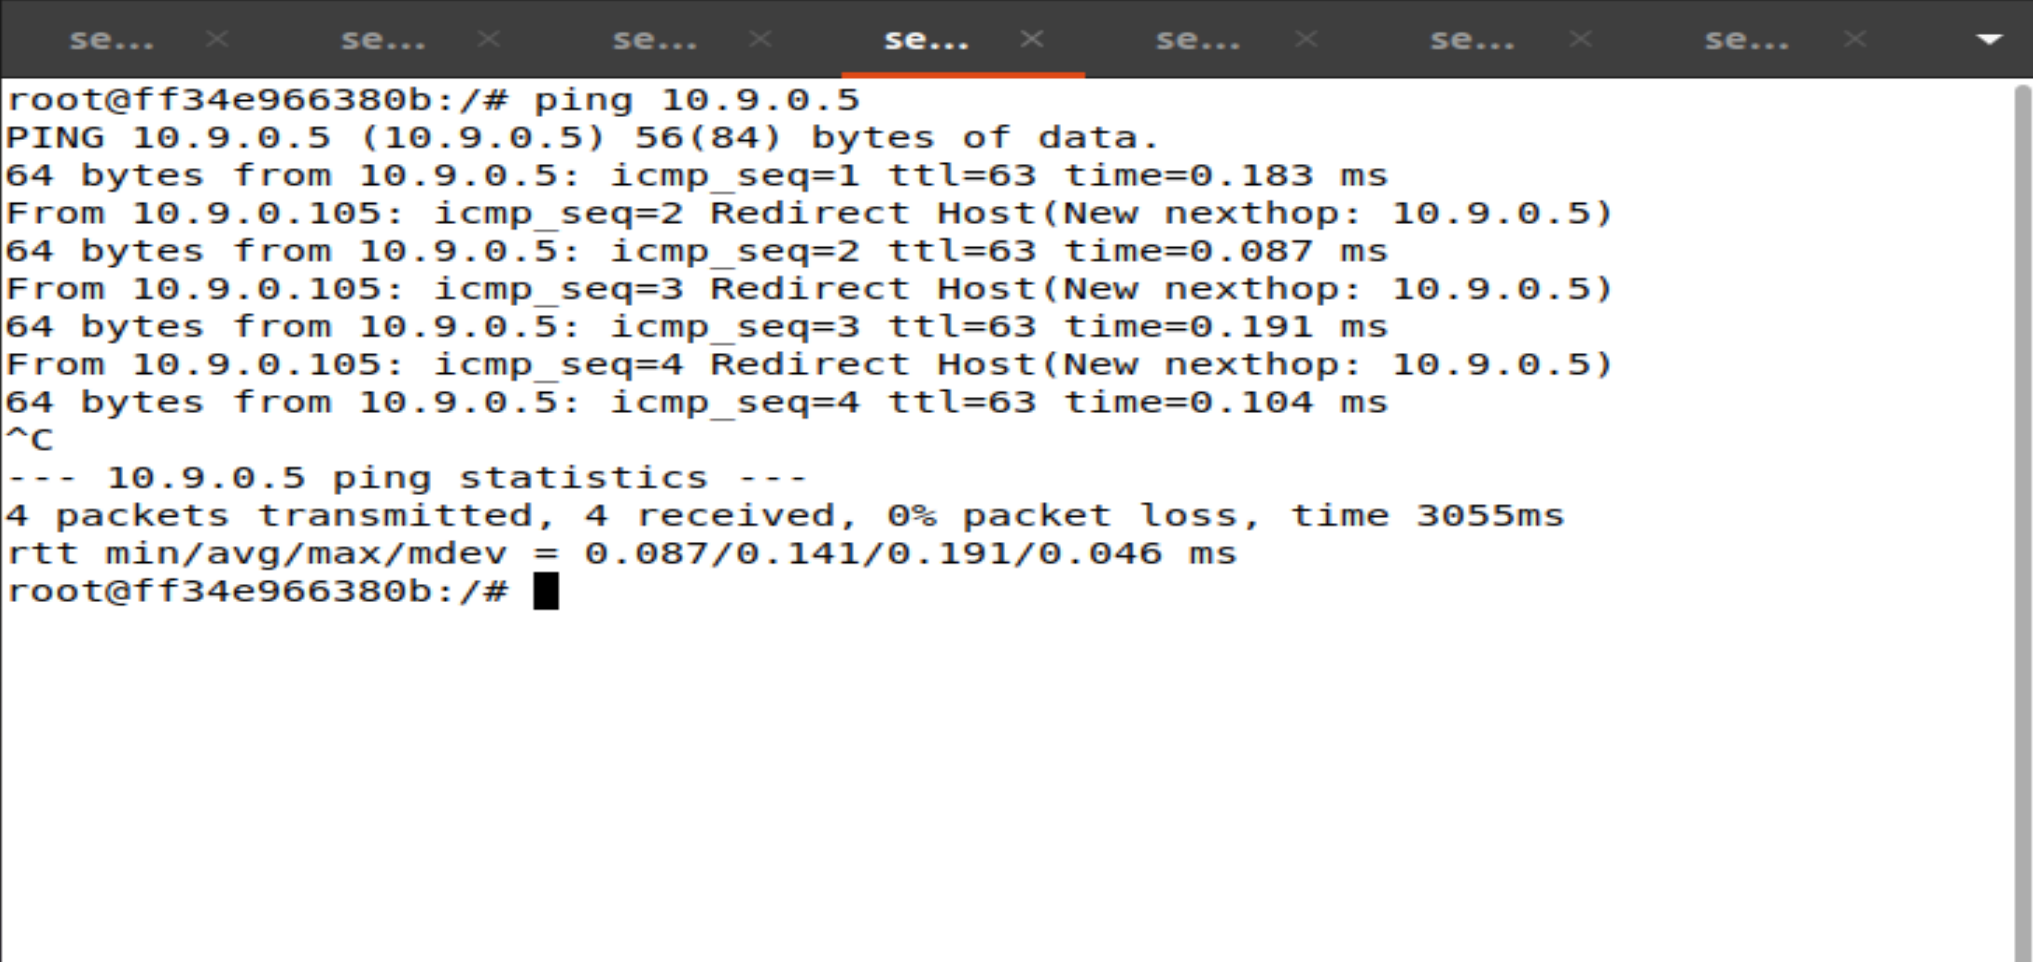 se... × se... × se... × se... × se... × se... × se... ×
root@ff34e966380b:/# ping 10.9.0.5
PING 10.9.0.5 (10.9.0.5) 56(84) bytes of data.
64 bytes from 10.9.0.5: icmp_seq=1 ttl=63 time=0.183 ms
From 10.9.0.105: icmp_seq=2 Redirect Host(New nexthop: 10.9.0.5)
64 bytes from 10.9.0.5: icmp_seq=2 ttl=63 time=0.087 ms
From 10.9.0.105: icmp_seq=3 Redirect Host(New nexthop: 10.9.0.5)
64 bytes from 10.9.0.5: icmp_seq=3 ttl=63 time=0.191 ms
From 10.9.0.105: icmp_seq=4 Redirect Host(New nexthop: 10.9.0.5)
64 bytes from 10.9.0.5: icmp_seq=4 ttl=63 time=0.104 ms
^C
--- 10.9.0.5 ping statistics ---
4 packets transmitted, 4 received, 0% packet loss, time 3055ms
rtt min/avg/max/mdev = 0.087/0.141/0.191/0.046 ms
root@ff34e966380b:/#